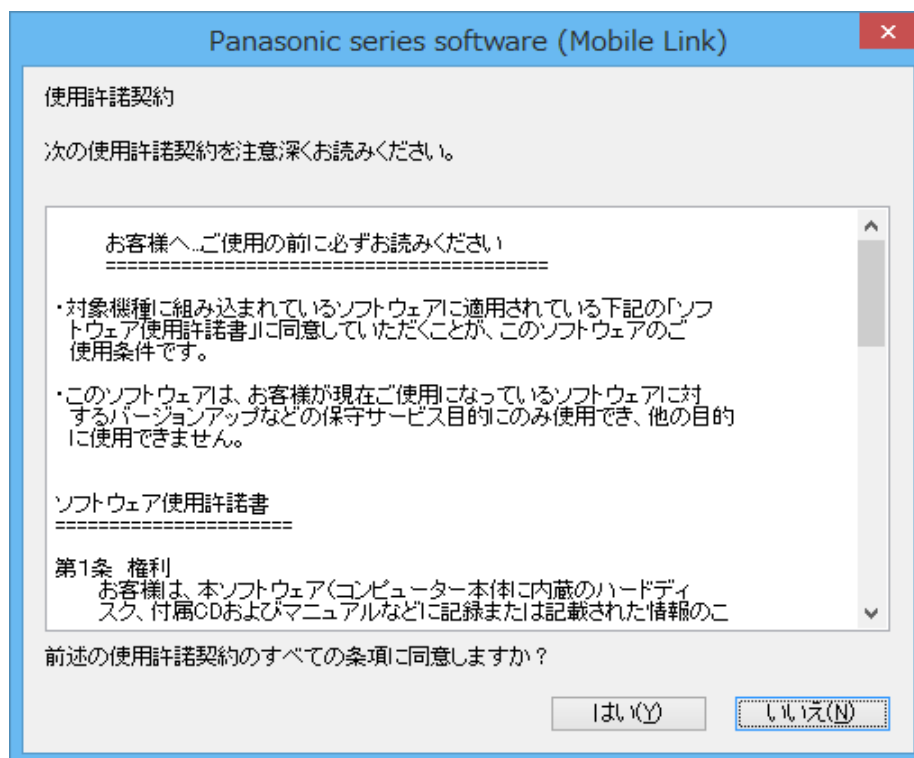 Panasonic series software (Mobile Link)
使用許諾契約
次の使用許諾契約を注意深くお読みください。
お客様へ…ご使用の前に必ずお読みください
=========================================
・対象機種に組み込まれているソフトウェアに適用されている下記の「ソフ
トウェア使用許諾書」に同意していただくことが、このソフトウェアのご
使用条件です。
・このソフトウェアは、お客様が現在ご使用になっているソフトウェアに対
するバージョンアップなどの保守サービス目的にのみ使用でき、他の目的
に使用できません。
ソフトウェア使用許諾書
======================
第1条 権利
お客様は、本ソフトウェア(コンピューター本体に内蔵のハードディ
スク、付属CDおよびマニュアルなどに記録または記載された情報のこ
前述の使用許諾契約のすべての条項に同意しますか?
はい(Y)
いいえ(N)